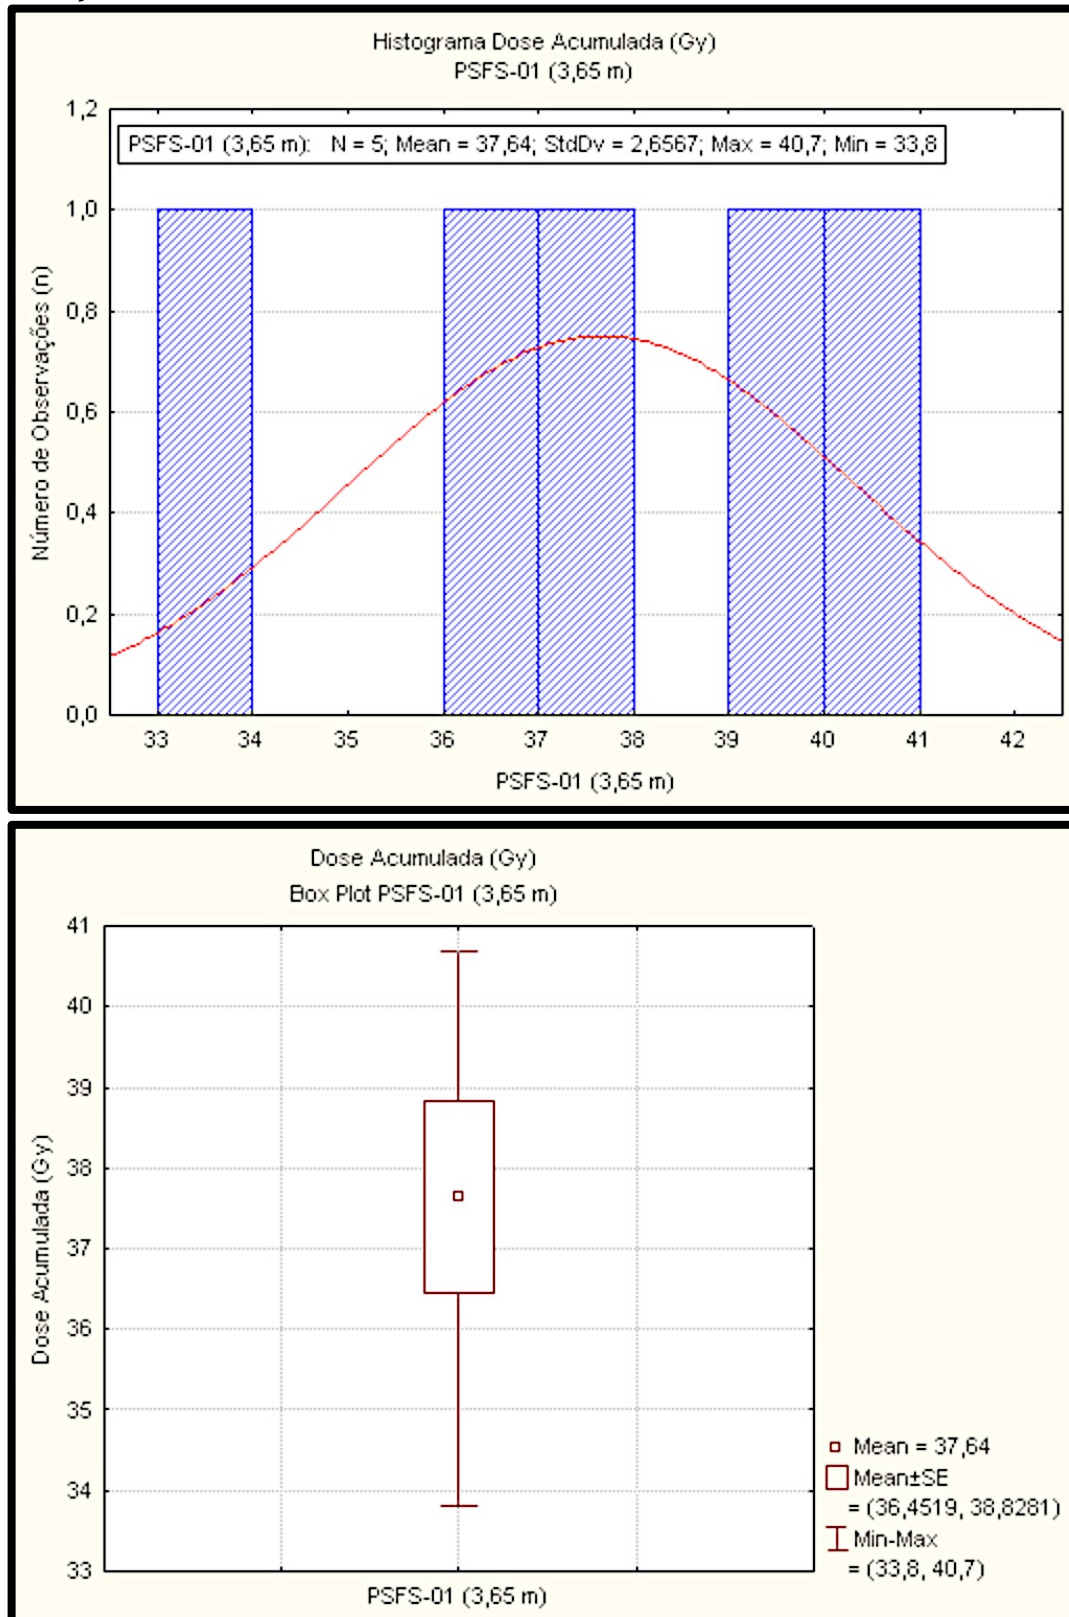 Histograma Dose Acumulada (Gy)
PSFS-01 (3,65 m)
1,2
PSFS-01 (3,65 m): N = 5; Mean = 37,64; StdDv = 2,6567; Max = 40,7; Min = 33,8
1,0
0,8
0,6
0,4
0,2
0,0
Número de Observações (n)
33 34 35 36 37 38 39 40 41 42
PSFS-01 (3,65 m)
Dose Acumulada (Gy)
Box Plot PSFS-01 (3,65 m)
41
40
39
38
37
36
35
34
33
Dose Acumulada (Gy)
PSFS-01 (3,65 m)
Mean = 37,64
Mean±SE
= (36,4519, 38,8281)
Min-Max
= (33,8, 40,7)